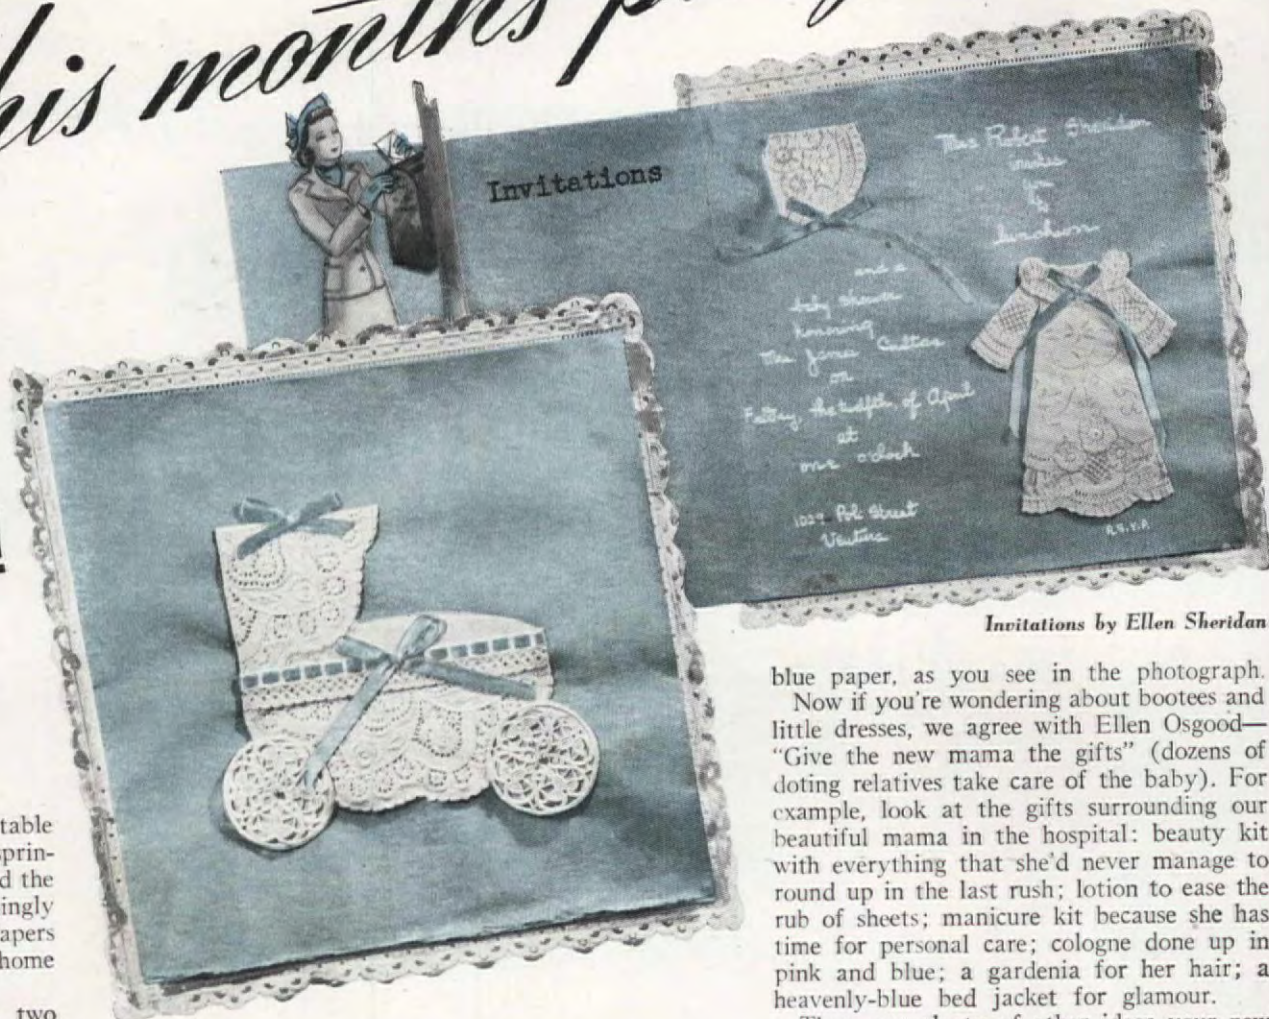 his month's
Invitations
Mrs Robert Sheridan
invites
you
to
luncheon
and a
baby shower
honoring
on
Friday, the twelfth of April
at
one o'clock
Street
Ventura
R.S.V.P.
Invitations by Ellen Sheridan
blue paper, as you see in the photograph.
Now if you're wondering about bootees and
little dresses, we agree with Ellen Osgood—
"Give the new mama the gifts" (dozens of
doting relatives take care of the baby). For
example, look at the gifts surrounding our
beautiful mama in the hospital: beauty kit
with everything that she'd never manage to
round up in the last rush; lotion to ease the
rub of sheets; manicure kit because she has
time for personal care; cologne done up in
pink and blue; a gardenia for her hair; a
heavenly-blue bed jacket for glamour.
table
sprin-
d the
ingly
apers
home
two